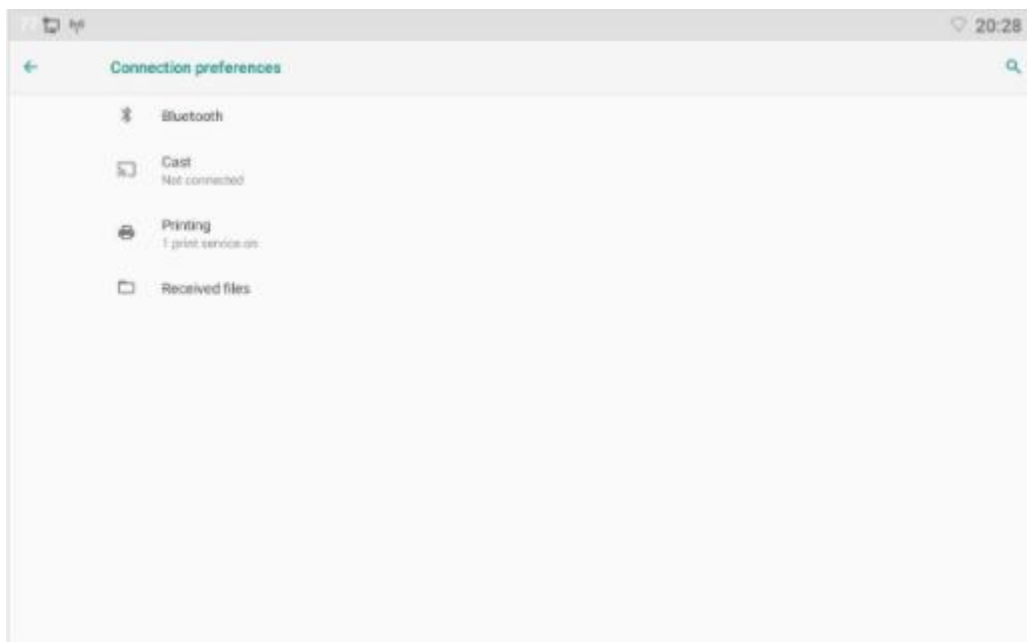 20:28
Connection preferences
Bluetooth
Cast
Not connected
Printing
1 print service on
Received files